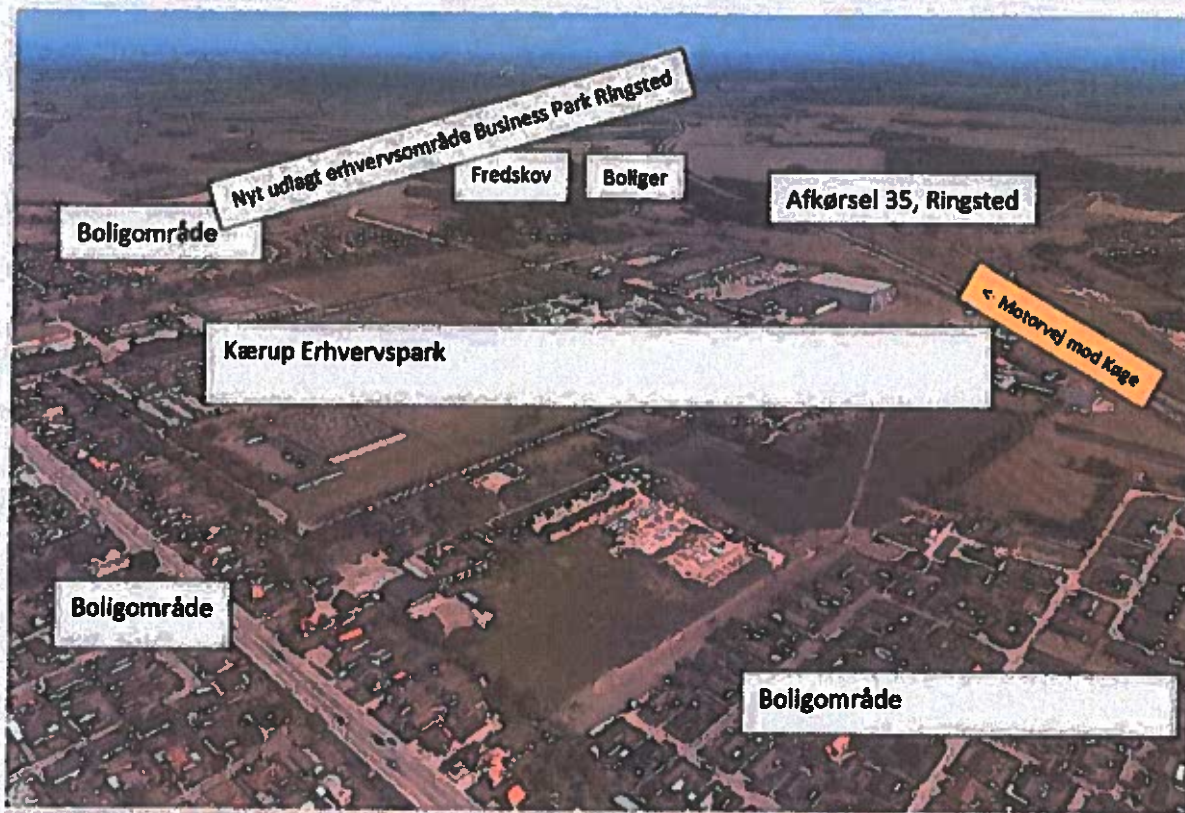 Nyt udlagt erhvervsområde Business Park Ringsted
Fredskov
Boliger
Afkørsel 35, Ringsted
Boligområde
<- Motorvej mod Køge
Kærup Erhvervspark
Boligområde
Boligområde